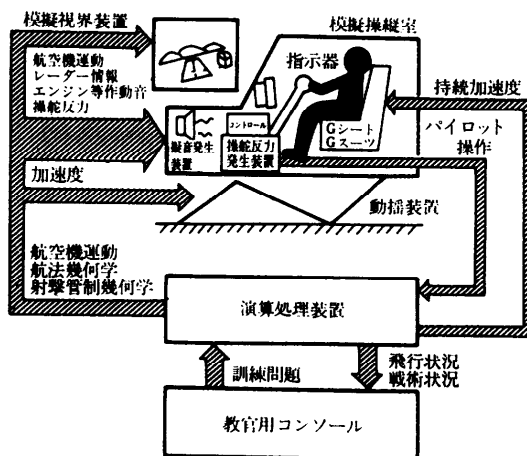 模擬視界装置
模擬操縦室
航空機運動
レーダー情報
エンジン等作動音
操舵反力
指示器
持続加速度
コントロール
擬音発生
装置
操舵反力
発生装置
Gシート
Gスーツ
パイロット
操作
加速度
動揺装置
航空機運動
航法幾何学
射撃管制幾何学
演算処理装置
訓練問題
飛行状況
戦術状況
教官用コンソール